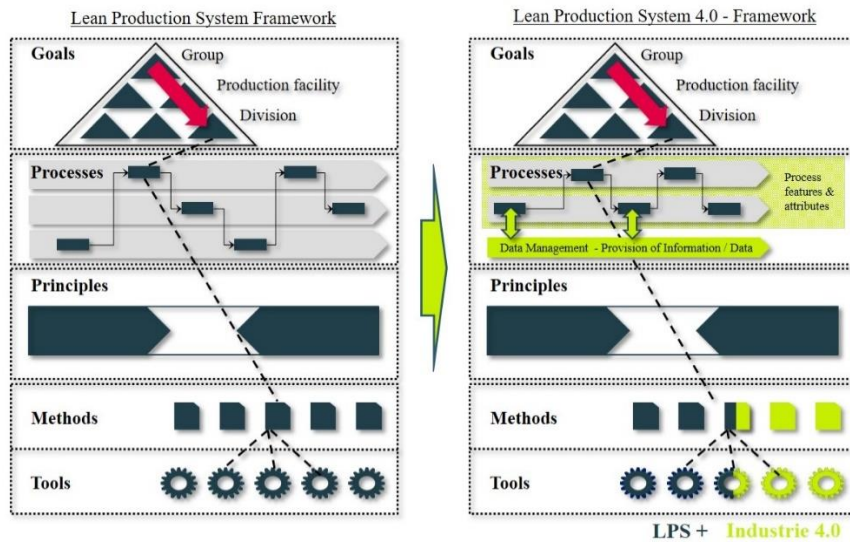 Lean Production System Framework
Goals
Group
Production facility
Division
Processes
Principles
Methods
Tools
Lean Production System 4.0 - Framework
Goals
Group
Production facility
Division
Processes
Process
features &
attributes
Data Management - Provision of Information / Data
Principles
Methods
Tools
LPS + Industrie 4.0